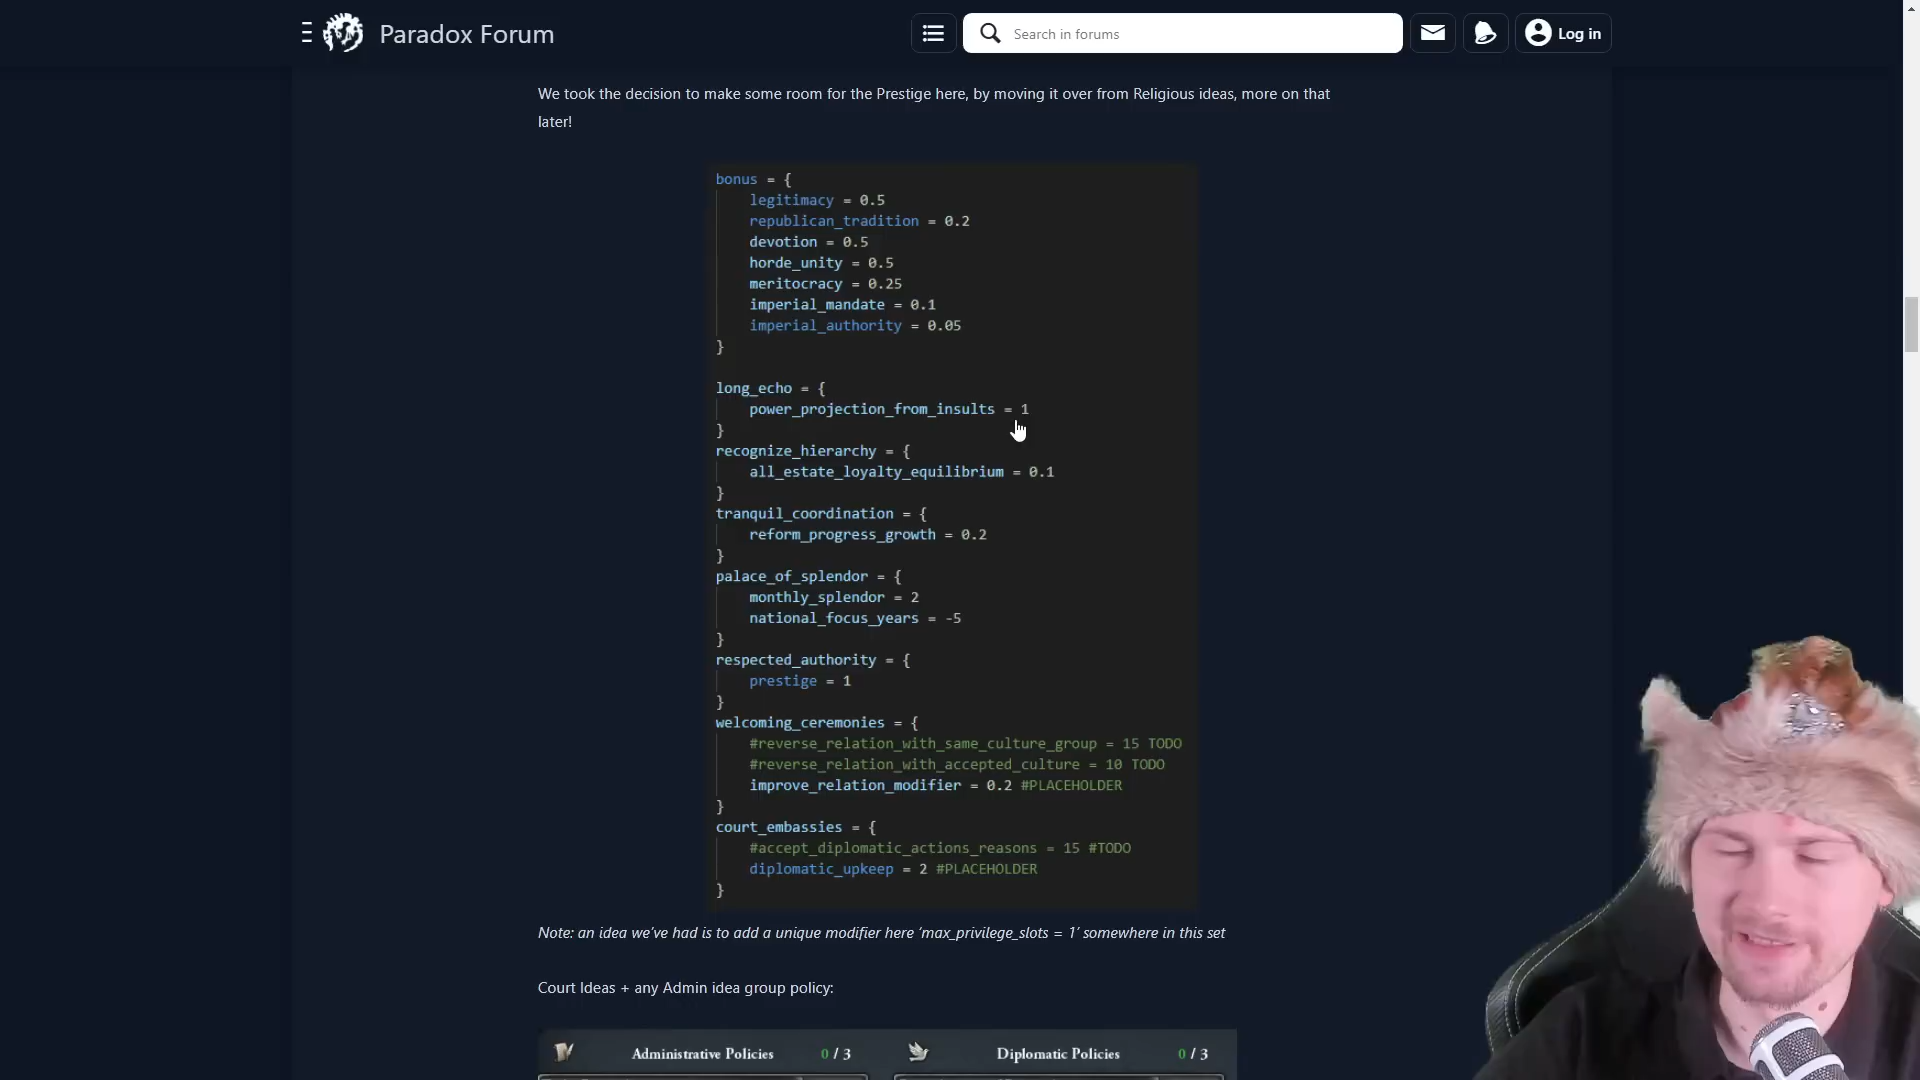 Paradox Forum
Search in forums
Log in
We took the decision to make some room for the Prestige here, by moving it over from Religious ideas, more on that
later!
bonus = {
legitimacy = 0.5
republican_tradition = 0.2
devotion = 0.5
horde_unity = 0.5
meritocracy = 0.25
imperial_mandate = 0.1
imperial_authority = 0.05
}
long_echo = {
power_projection_from_insults = 1
}
recognize_hierarchy = {
all_estate_loyalty_equilibrium = 0.1
}
tranquil_coordination = {
reform_progress_growth = 0.2
}
palace_of_splendor = {
monthly_splendor = 2
national_focus_years = -5
}
respected_authority = {
prestige = 1
}
welcoming_ceremonies = {
#reverse_relation_with_same_culture_group = 15 TODO
#reverse_relation_with_accepted_culture = 10 TODO
improve_relation_modifier = 0.2 #PLACEHOLDER
}
court_embassies = {
#accept_diplomatic_actions_reasons = 15 #TODO
diplomatic_upkeep = 2 #PLACEHOLDER
}
Note: an idea we've had is to add a unique modifier here ‘max_privilege_slots = 1’ somewhere in this set
Court Ideas + any Admin idea group policy:
Administrative Policies 0 / 3
Diplomatic Policies 0 / 3